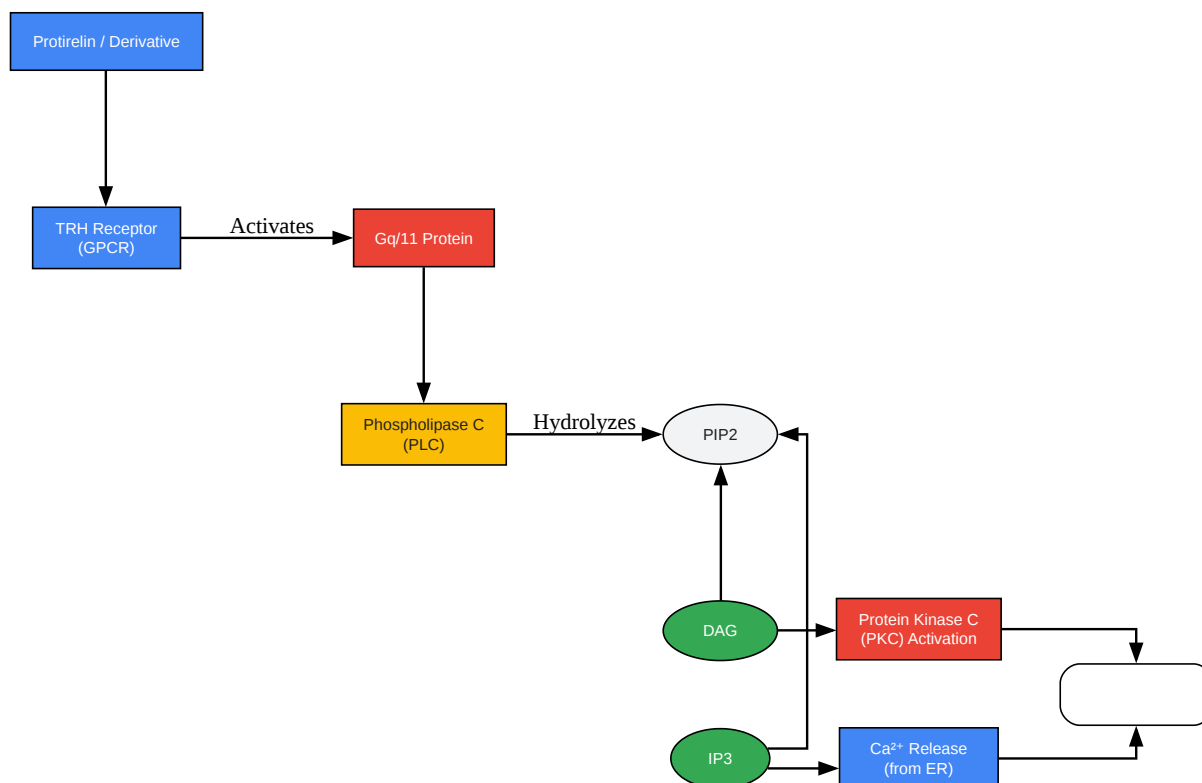 Protirelin / Derivative
TRH Receptor
(GPCR)
Activates
Gq/11 Protein
Phospholipase C
(PLC)
Hydrolyzes
PIP2
DAG
Protein Kinase C
(PKC) Activation
IP3
Ca²⁺ Release
(from ER)